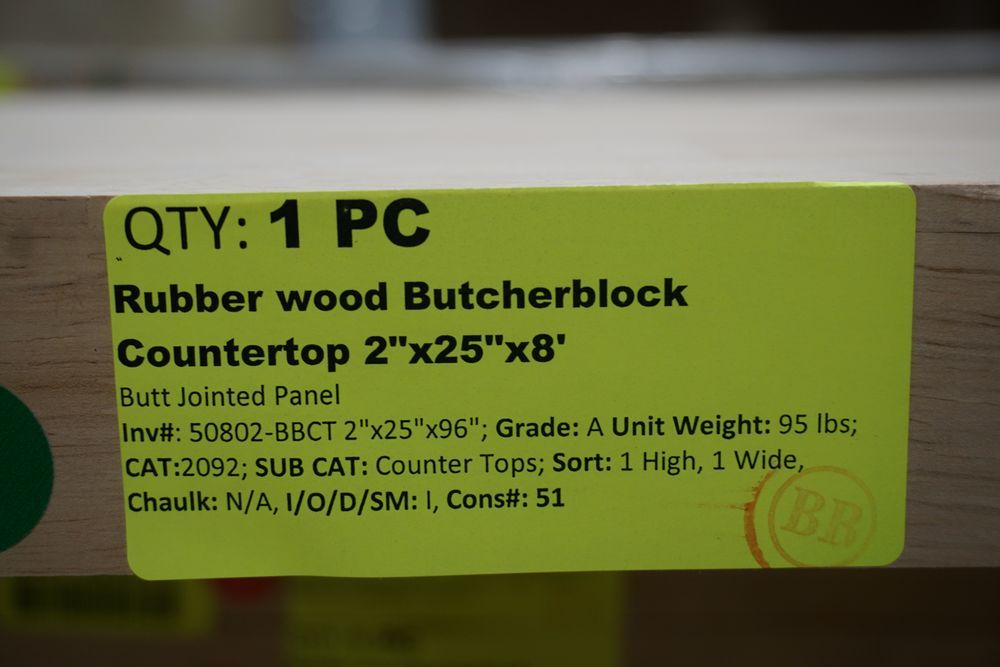 QTY: 1 PC
Rubber wood Butcherblock
Countertop 2"x25"x8'
Butt Jointed Panel
Inv#: 50802-BBCT 2"x25"x96"; Grade: A Unit Weight: 95 lbs;
CAT:2092; SUB CAT: Counter Tops; Sort: 1 High, 1 Wide,
Chaulk: N/A, I/O/D/SM: I, Cons#: 51
BB